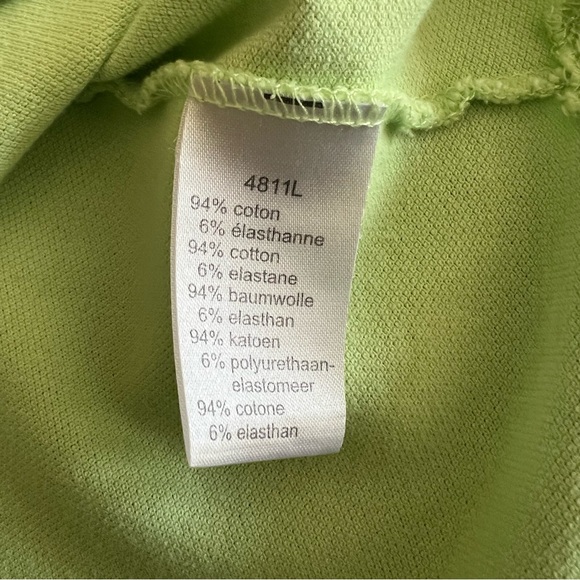 4811L
94% coton
6% élasthanne
94% cotton
6% elastane
94% baumwolle
6% elasthan
94% katoen
6% polyurethaan-
elastomeer
94% cotone
6% elasthan